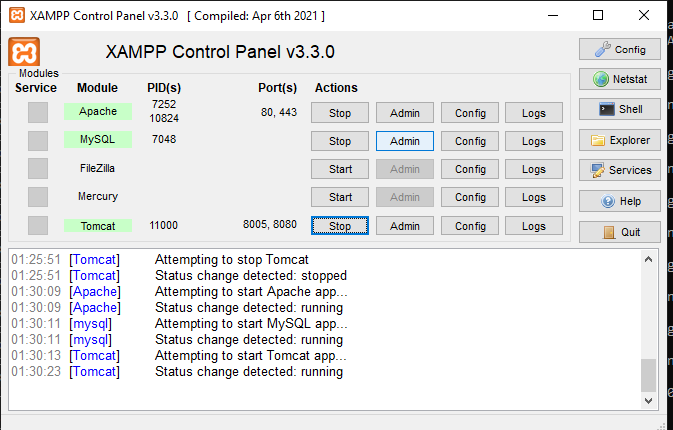 XAMPP Control Panel v3.3.0 [ Compiled: Apr 6th 2021 ]
XAMPP Control Panel v3.3.0
Config
Modules
Service Module PID(s) Port(s) Actions
Netstat
Apache 7252 10824 80, 443 Stop Admin Config Logs
Shell
MySQL 7048 Stop Admin Config Logs
Explorer
FileZilla Start Admin Config Logs
Services
Mercury Start Admin Config Logs
Help
Tomcat 11000 8005, 8080 Stop Admin Config Logs
Quit
01:25:51 [Tomcat] Attempting to stop Tomcat
01:25:51 [Tomcat] Status change detected: stopped
01:30:09 [Apache] Attempting to start Apache app...
01:30:09 [Apache] Status change detected: running
01:30:11 [mysql] Attempting to start MySQL app...
01:30:11 [mysql] Status change detected: running
01:30:13 [Tomcat] Attempting to start Tomcat app...
01:30:23 [Tomcat] Status change detected: running